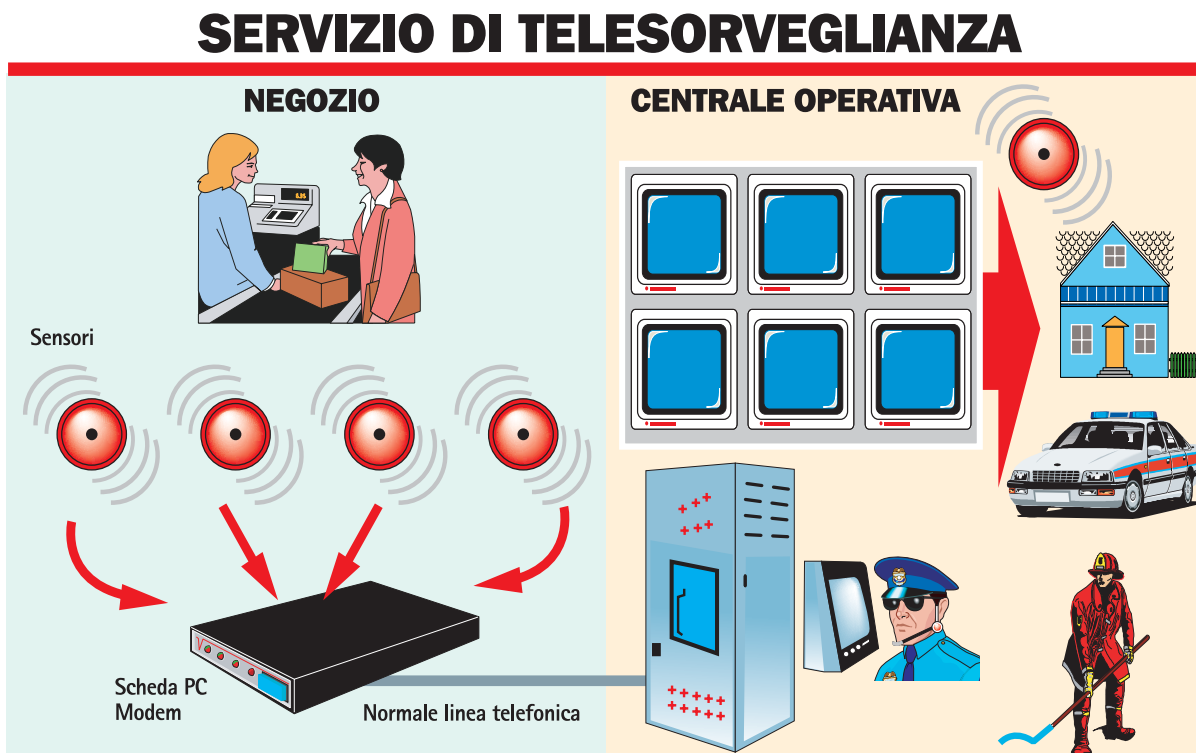 SERVIZIO DI TELESORVEGLIANZA
NEGOZIO
CENTRALE OPERATIVA
Sensori
Scheda PC
Modem
Normale linea telefonica